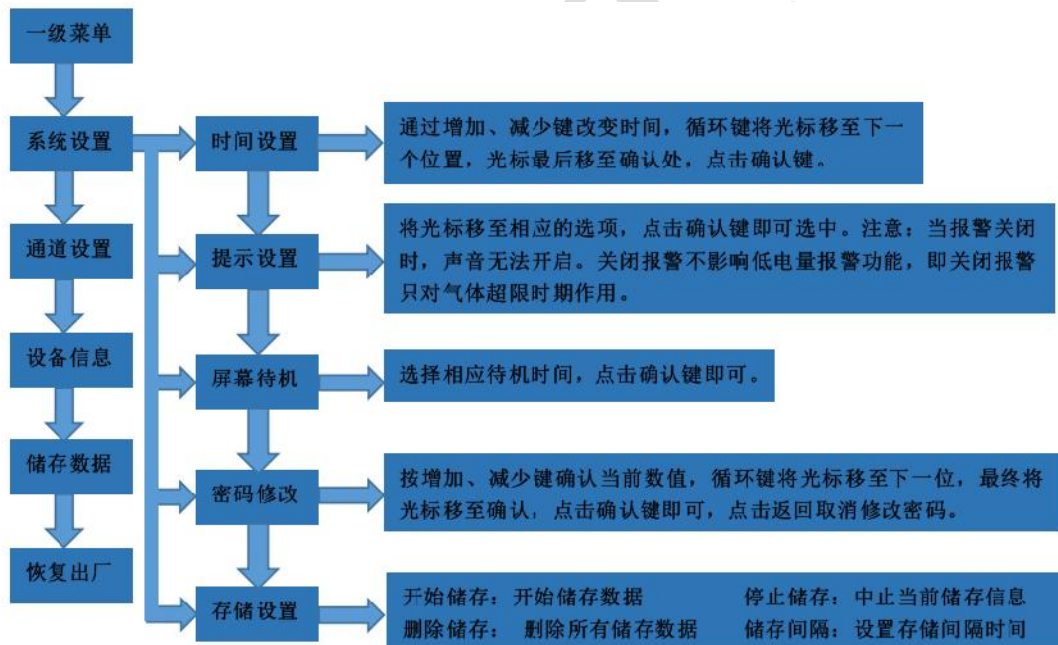 一级菜单
系统设置
通道设置
设备信息
储存数据
恢复出厂
时间设置
通过增加、减少键改变时间，循环键将光标移至下一
个位置，光标最后移至确认处，点击确认键。
提示设置
将光标移至相应的选项，点击确认键即可选中。注意：当报警关闭
时，声音无法开启。关闭报警不影响低电量报警功能，即关闭报警
只对气体超限时期作用。
屏幕待机
选择相应待机时间，点击确认键即可。
密码修改
按增加、减少键确认当前数值，循环键将光标移至下一位，最终将
光标移至确认，点击确认键即可，点击返回取消修改密码。
存储设置
开始储存：开始储存数据 停止储存：中止当前储存信息
删除储存： 删除所有储存数据 储存间隔：设置存储间隔时间